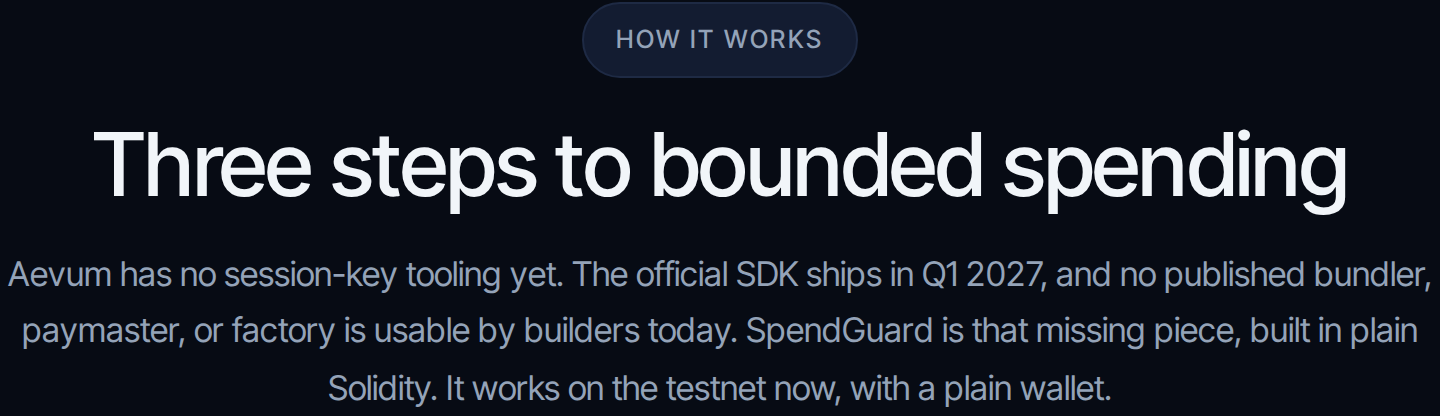 HOW IT WORKS
Three steps to bounded spending
Aevum has no session-key tooling yet. The official SDK ships in Q1 2027, and no published bundler,
paymaster, or factory is usable by builders today. SpendGuard is that missing piece, built in plain
Solidity. It works on the testnet now, with a plain wallet.